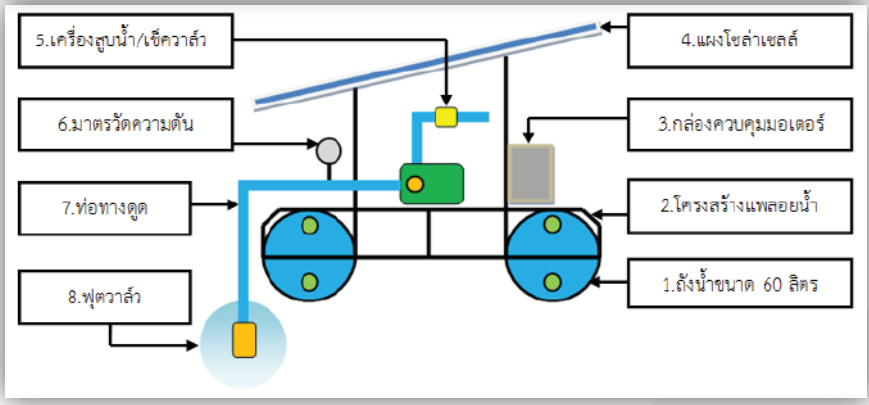 5.เครื่องสูบน้ำ/เช็ควาล์ว
4.แผงโซล่าเซลล์
6.มาตรวัดความดัน
3.กล่องควบคุมมอเตอร์
7.ท่อทางดูด
2.โครงสร้างแพลอยน้ำ
8.ฟุตวาล์ว
1.ถังน้ำขนาด 60 ลิตร